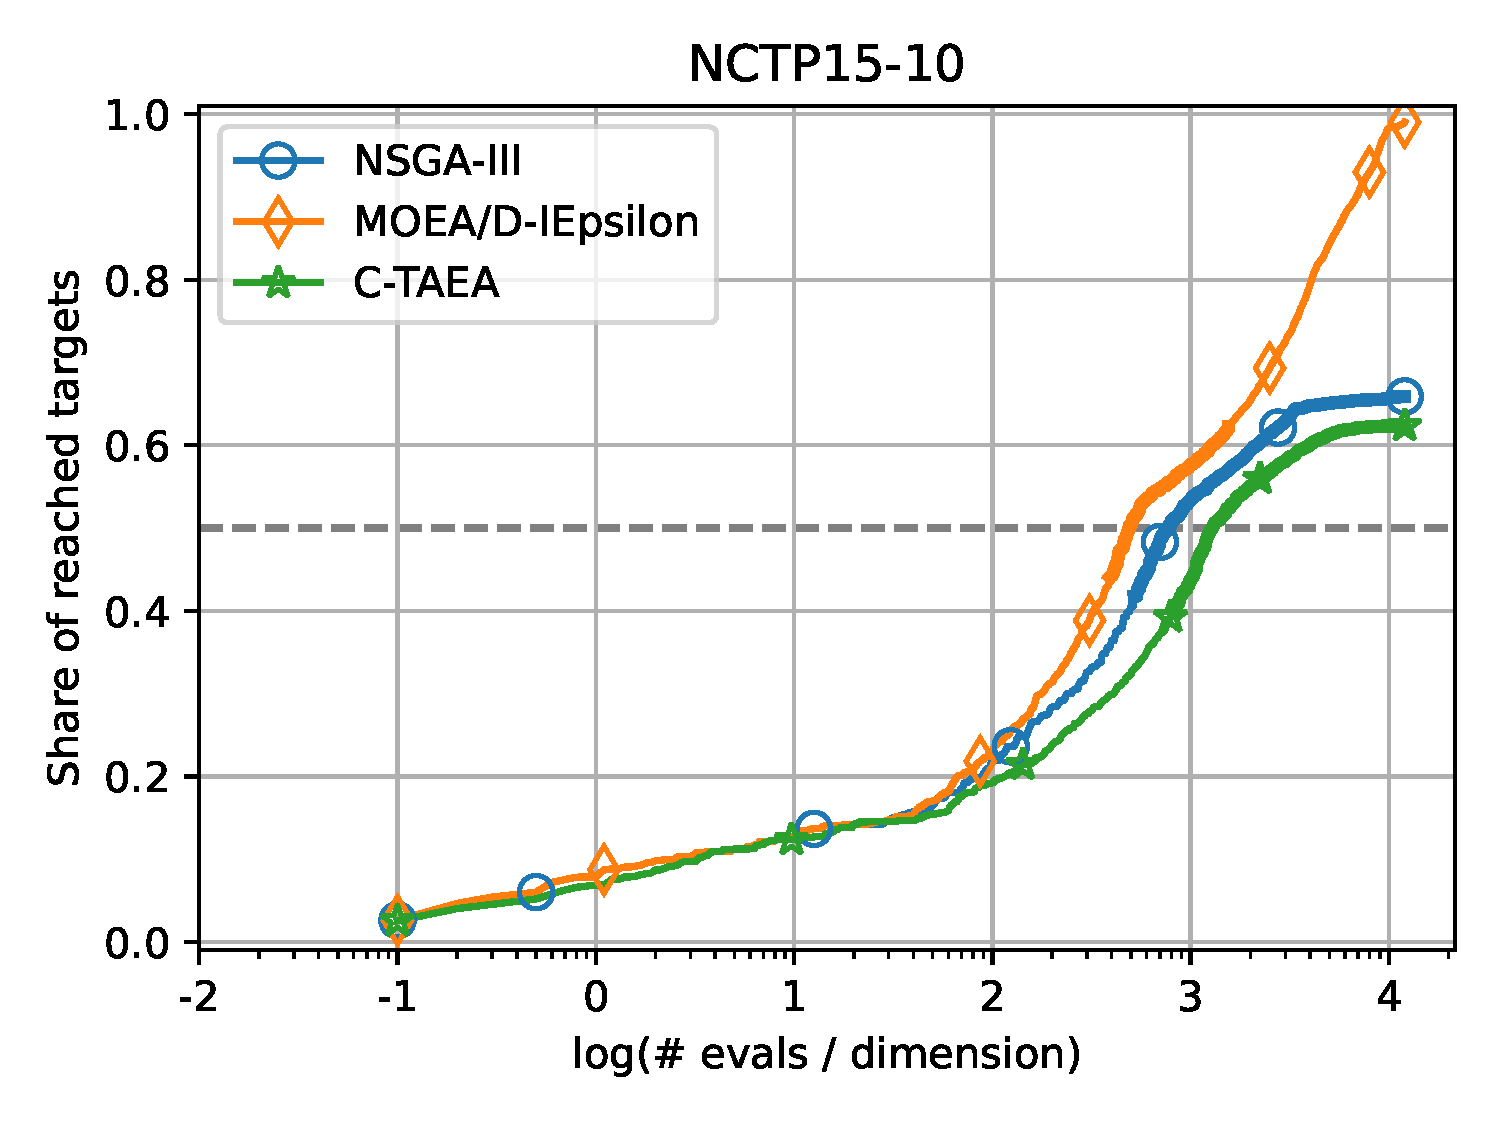 NCTP15-10
1.0
0.8
0.6
0.4
0.2
0.0
Share of reached targets
NSGA-III
MOEA/D-IEpsilon
C-TAEA
-2 -1 0 1 2 3 4
log(# evals / dimension)